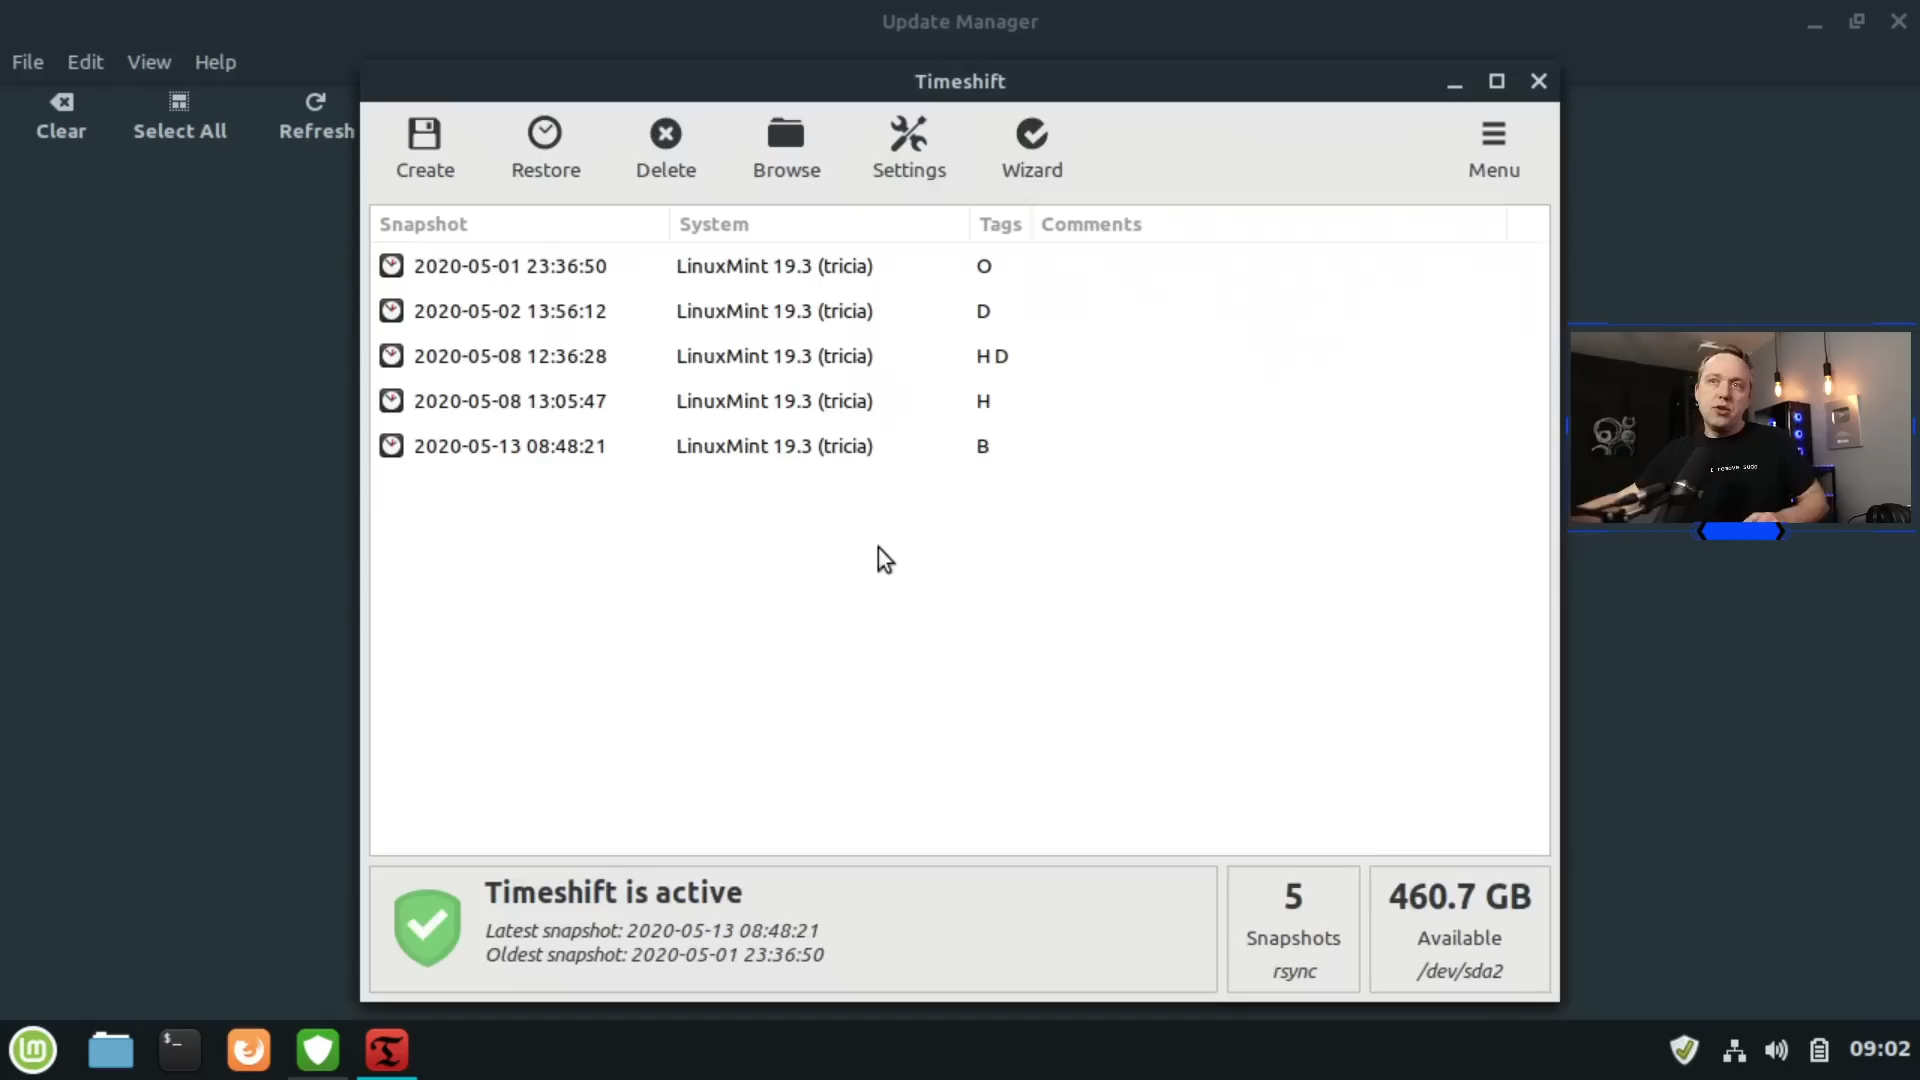 Update Manager
File Edit View Help
Clear Select All Refresh
Timeshift
Create Restore Delete Browse Settings Wizard Menu
Snapshot System Tags Comments
2020-05-01 23:36:50 LinuxMint 19.3 (tricia) O
2020-05-02 13:56:12 LinuxMint 19.3 (tricia) D
2020-05-08 12:36:28 LinuxMint 19.3 (tricia) H D
2020-05-08 13:05:47 LinuxMint 19.3 (tricia) H
2020-05-13 08:48:21 LinuxMint 19.3 (tricia) B
I remove sudo
Timeshift is active
Latest snapshot: 2020-05-13 08:48:21
Oldest snapshot: 2020-05-01 23:36:50
5
Snapshots
rsync
460.7 GB
Available
/dev/sda2
$_
09:02